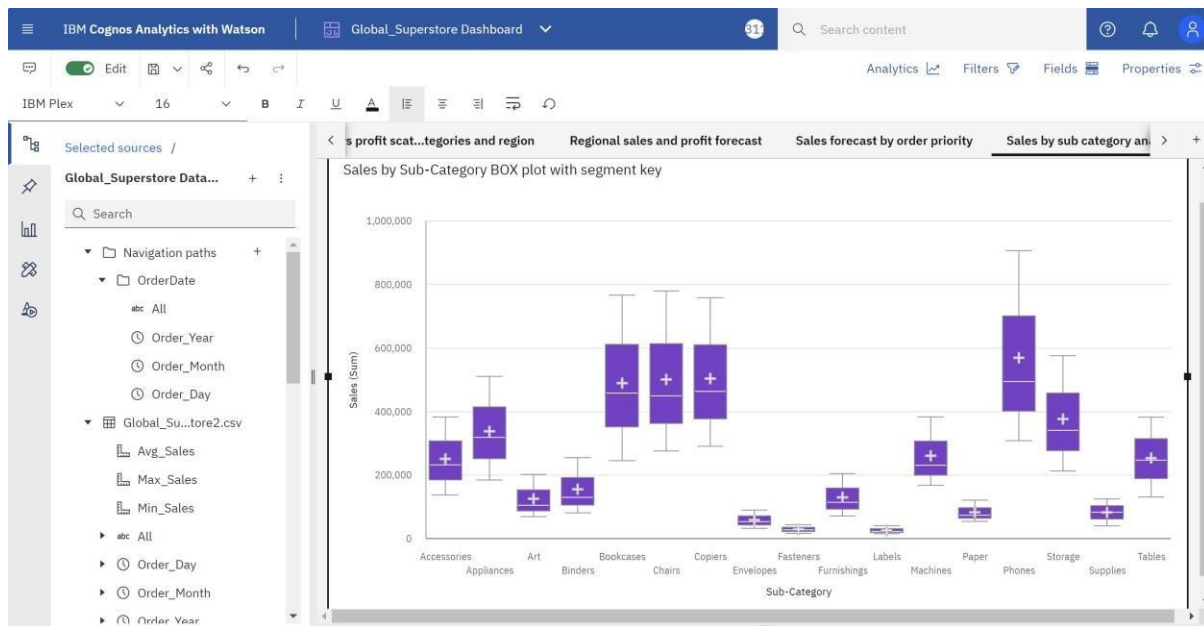 IBM Cognos Analytics with Watson
Global_Superstore Dashboard
Search content
Edit
Analytics
Filters
Fields
Properties
IBM Plex
16
B I U A
Selected sources /
Global_Superstore Data...
Search
Navigation paths
OrderDate
abc All
Order_Year
Order_Month
Order_Day
Global_Su...tore2.csv
Avg_Sales
Max_Sales
Min_Sales
abc All
Order_Day
Order_Month
Order_Year
s profit scat...tegories and region
Regional sales and profit forecast
Sales forecast by order priority
Sales by sub category an
Sales by Sub-Category BOX plot with segment key
1,000,000
800,000
600,000
400,000
200,000
0
Sales (Sum)
Accessories
Appliances
Art
Binders
Bookcases
Chairs
Copiers
Envelopes
Fasteners
Furnishings
Labels
Machines
Paper
Phones
Storage
Supplies
Tables
Sub-Category